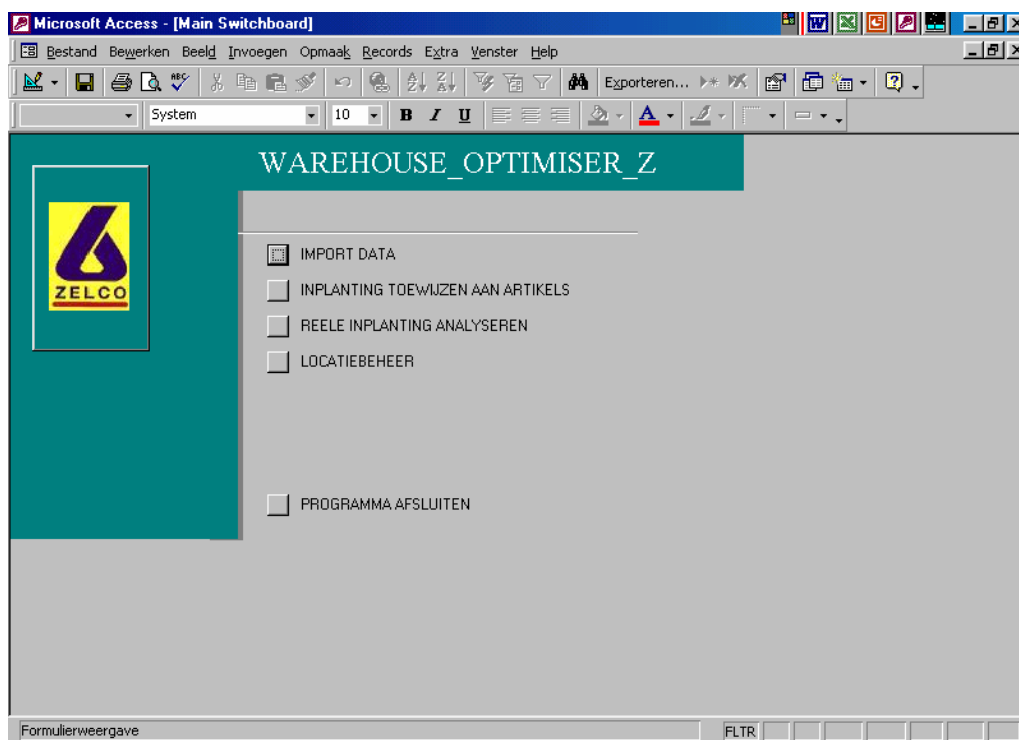 Microsoft Access - [Main Switchboard]
Bestand Bewerken Beeld Invoegen Opmaak Records Extra Venster Help
Exporteren...
System 10 B I U A
WAREHOUSE_OPTIMISER_Z
ZELCO
IMPORT DATA
INPLANTING TOEWIJZEN AAN ARTIKELS
REELE INPLANTING ANALYSEREN
LOCATIEBEHEER
PROGRAMMA AFSLUITEN
Formulierweergave FLTR